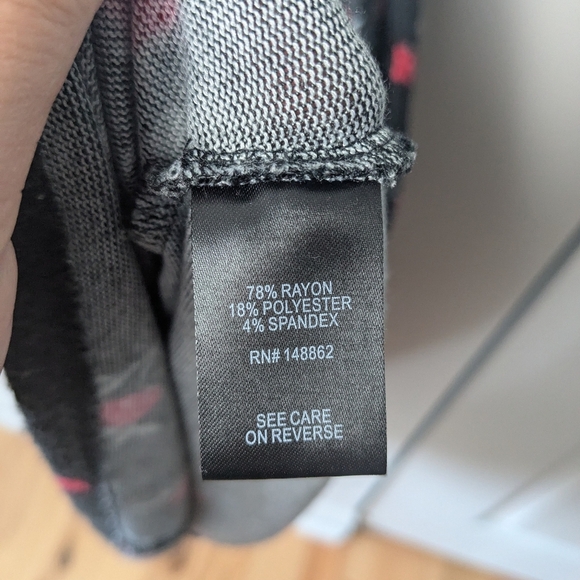 78% RAYON
18% POLYESTER
4% SPANDEX
RN# 148862
SEE CARE
ON REVERSE